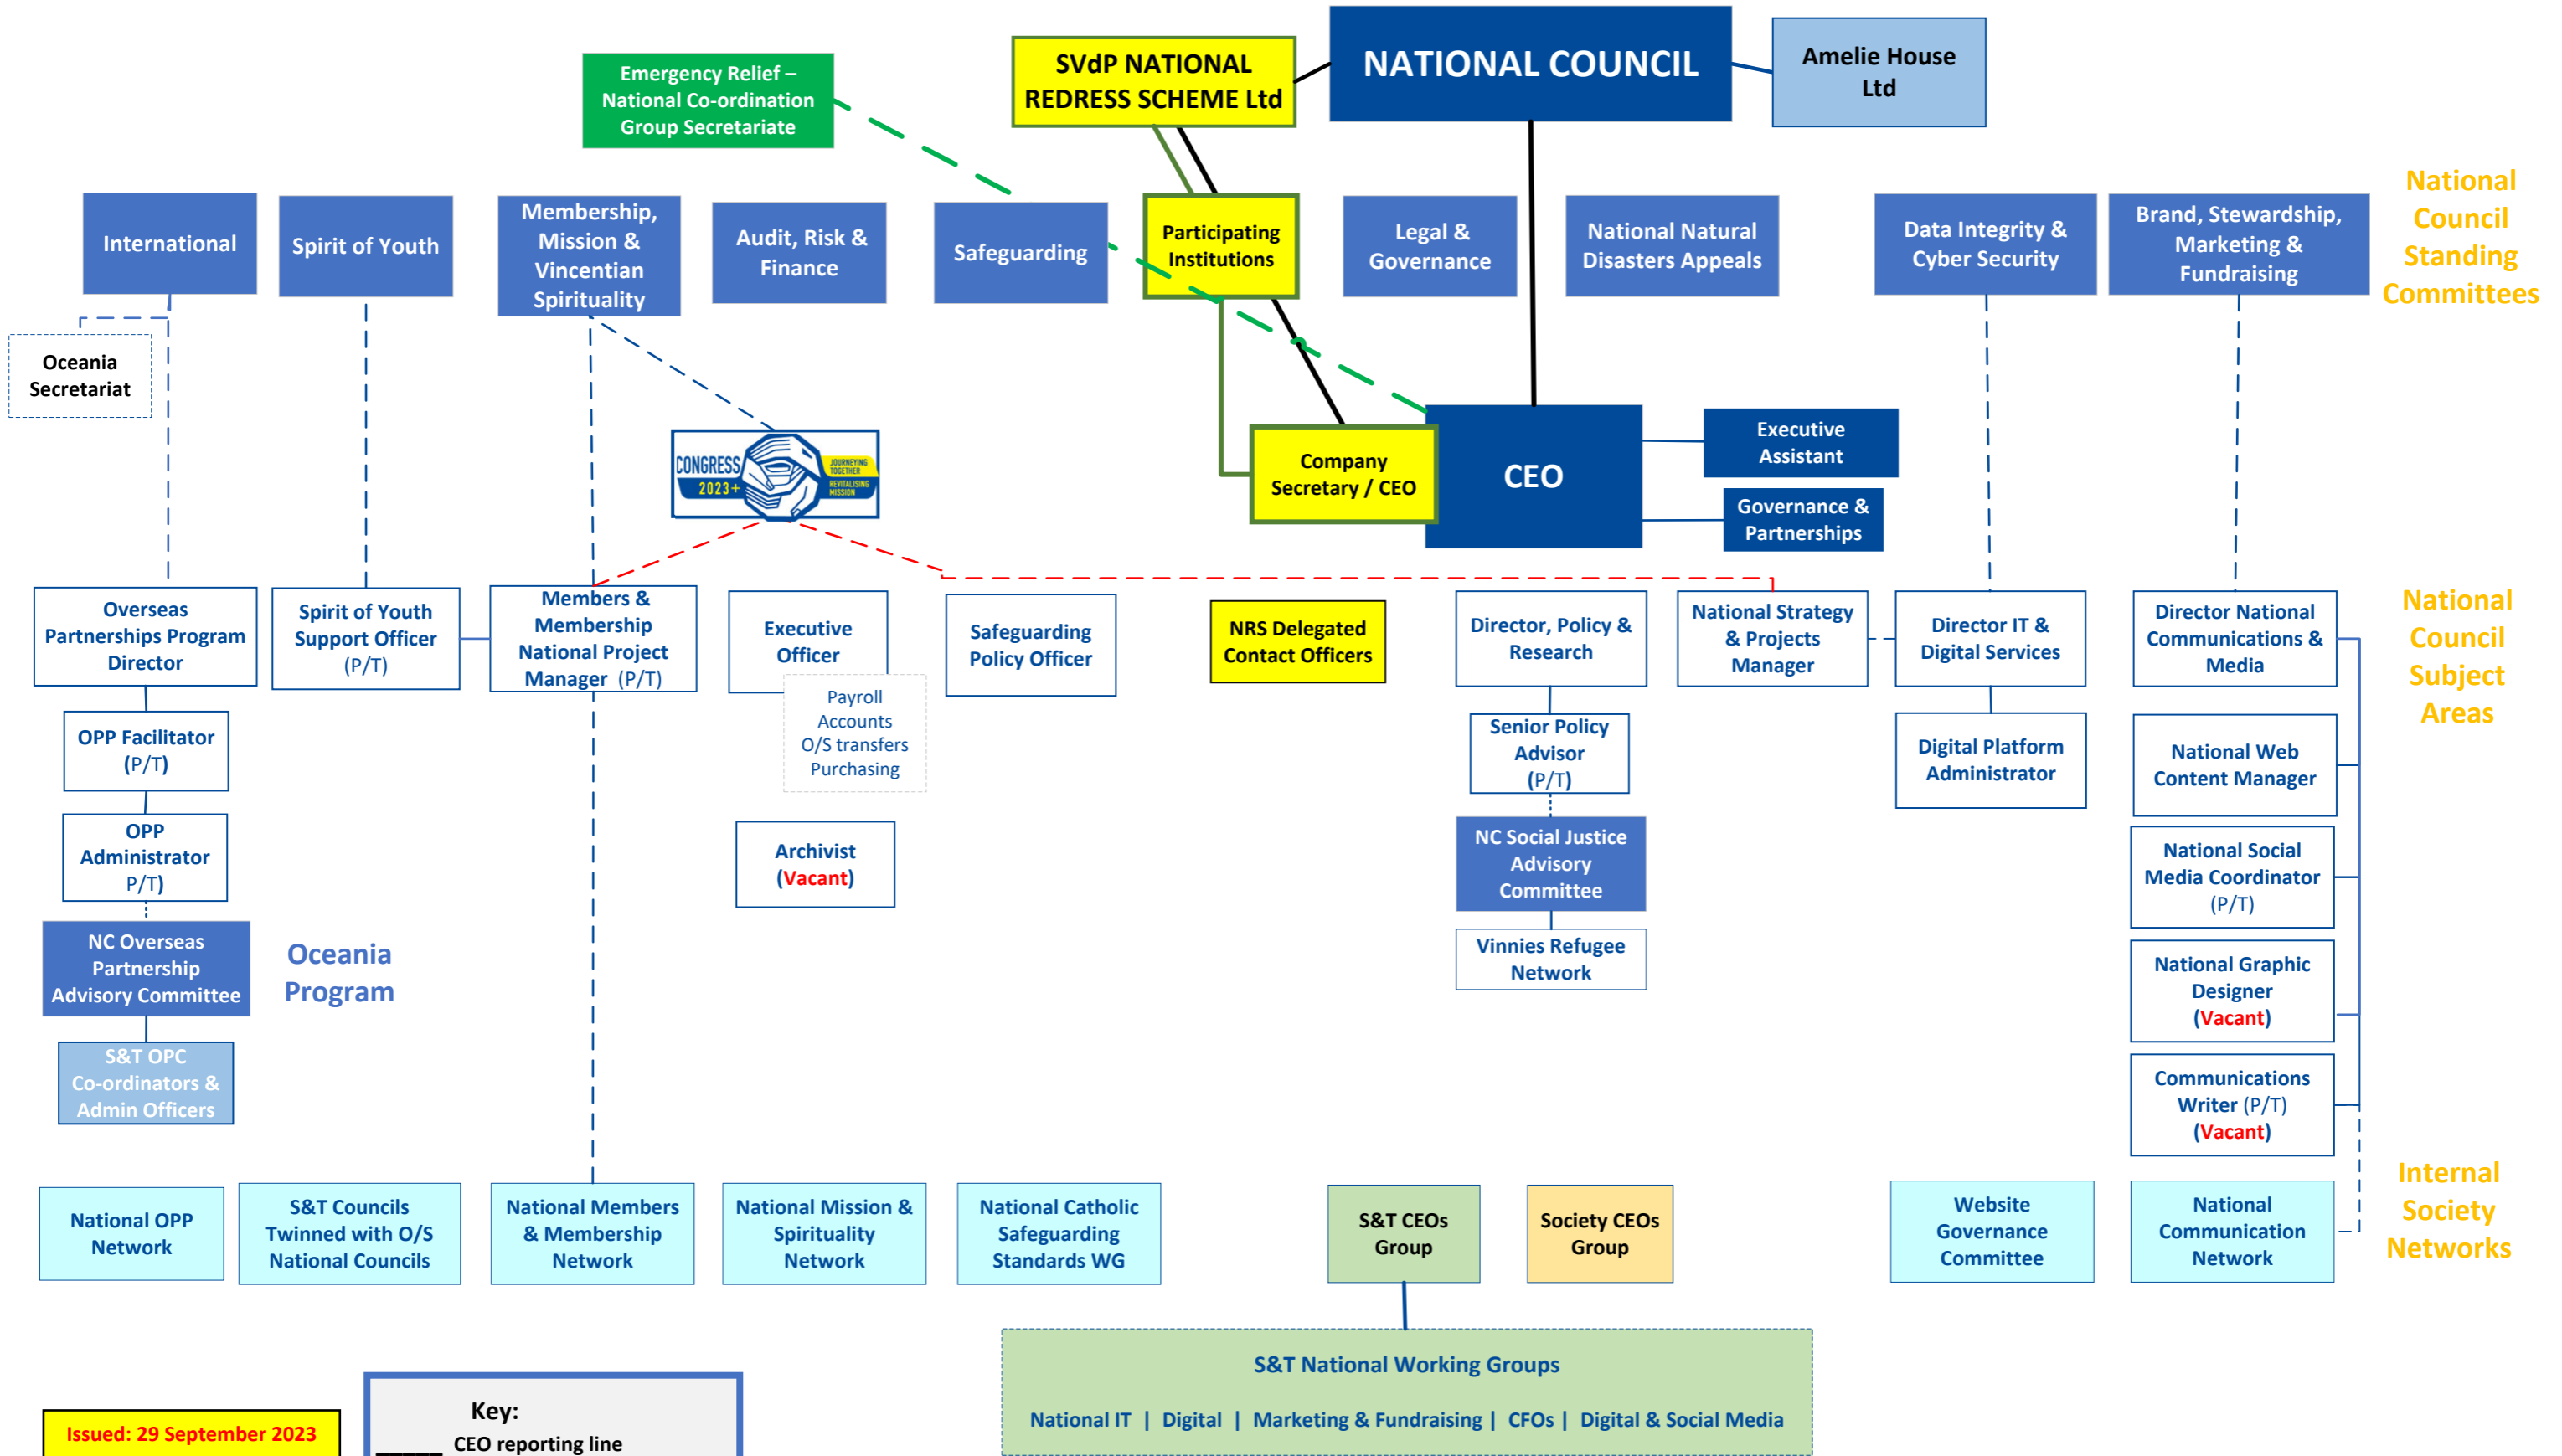 NATIONAL COUNCIL
SVdP NATIONAL
REDRESS SCHEME Ltd
Amelie House
Ltd
Emergency Relief –
National Co-ordination
Group Secretariate
National
Council
Standing
Committees
International
Spirit of Youth
Membership,
Mission &
Vincentian
Spirituality
Audit, Risk &
Finance
Safeguarding
Participating
Institutions
Legal &
Governance
National Natural
Disasters Appeals
Data Integrity &
Cyber Security
Brand, Stewardship,
Marketing &
Fundraising
Oceania
Secretariat
CONGRESS
2023+
JOURNEYING
TOGETHER
REVITALISING
MISSION
Company
Secretary / CEO
CEO
Executive
Assistant
Governance &
Partnerships
National
Council
Subject
Areas
Overseas
Partnerships Program
Director
Spirit of Youth
Support Officer
(P/T)
Members &
Membership
National Project
Manager (P/T)
Executive
Officer
Payroll
Accounts
O/S transfers
Purchasing
Safeguarding
Policy Officer
NRS Delegated
Contact Officers
Director, Policy &
Research
National Strategy
& Projects
Manager
Director IT &
Digital Services
Director National
Communications &
Media
OPP Facilitator
(P/T)
Senior Policy
Advisor
(P/T)
Digital Platform
Administrator
National Web
Content Manager
OPP
Administrator
P/T)
Archivist
(Vacant)
NC Social Justice
Advisory
Committee
National Social
Media Coordinator
(P/T)
NC Overseas
Partnership
Advisory Committee
Oceania
Program
Vinnies Refugee
Network
National Graphic
Designer
(Vacant)
S&T OPC
Co-ordinators &
Admin Officers
Communications
Writer (P/T)
(Vacant)
Internal
Society
Networks
National OPP
Network
S&T Councils
Twinned with O/S
National Councils
National Members
& Membership
Network
National Mission &
Spirituality
Network
National Catholic
Safeguarding
Standards WG
S&T CEOs
Group
Society CEOs
Group
Website
Governance
Committee
National
Communication
Network
S&T National Working Groups
National IT | Digital | Marketing & Fundraising | CFOs | Digital & Social Media
Issued: 29 September 2023
Key:
CEO reporting line